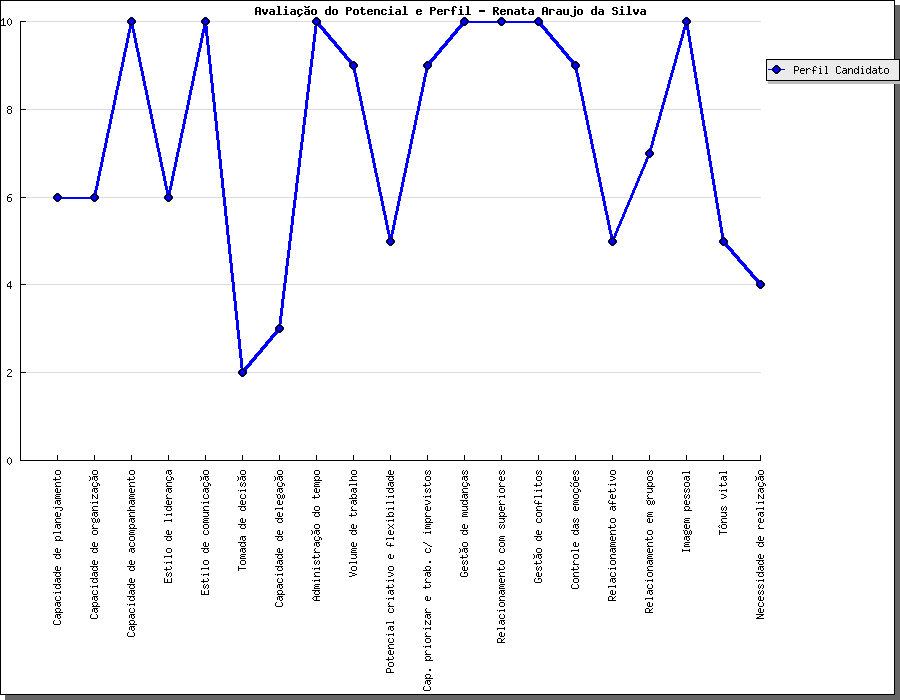 Avaliação do Potencial e Perfil - Renata Araujo da Silva
Perfil Candidato
10
8
6
4
2
0
Capacidade de planejamento
Capacidade de organização
Capacidade de acompanhamento
Estilo de liderança
Estilo de comunicação
Tomada de decisão
Capacidade de delegação
Administração do tempo
Volume de trabalho
Potencial criativo e flexibilidade
Cap. priorizar e trab. c/ imprevistos
Gestão de mudanças
Relacionamento com superiores
Gestão de conflitos
Controle das emoções
Relacionamento afetivo
Relacionamento em grupos
Imagem pessoal
Tônus vital
Necessidade de realização